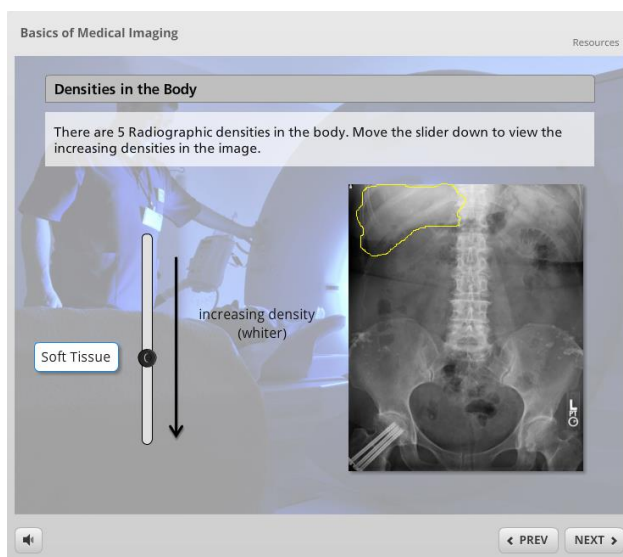 Basics of Medical Imaging
Resources
Densities in the Body
There are 5 Radiographic densities in the body. Move the slider down to view the
increasing densities in the image.
increasing density
(whiter)
Soft Tissue
L
PREV
NEXT